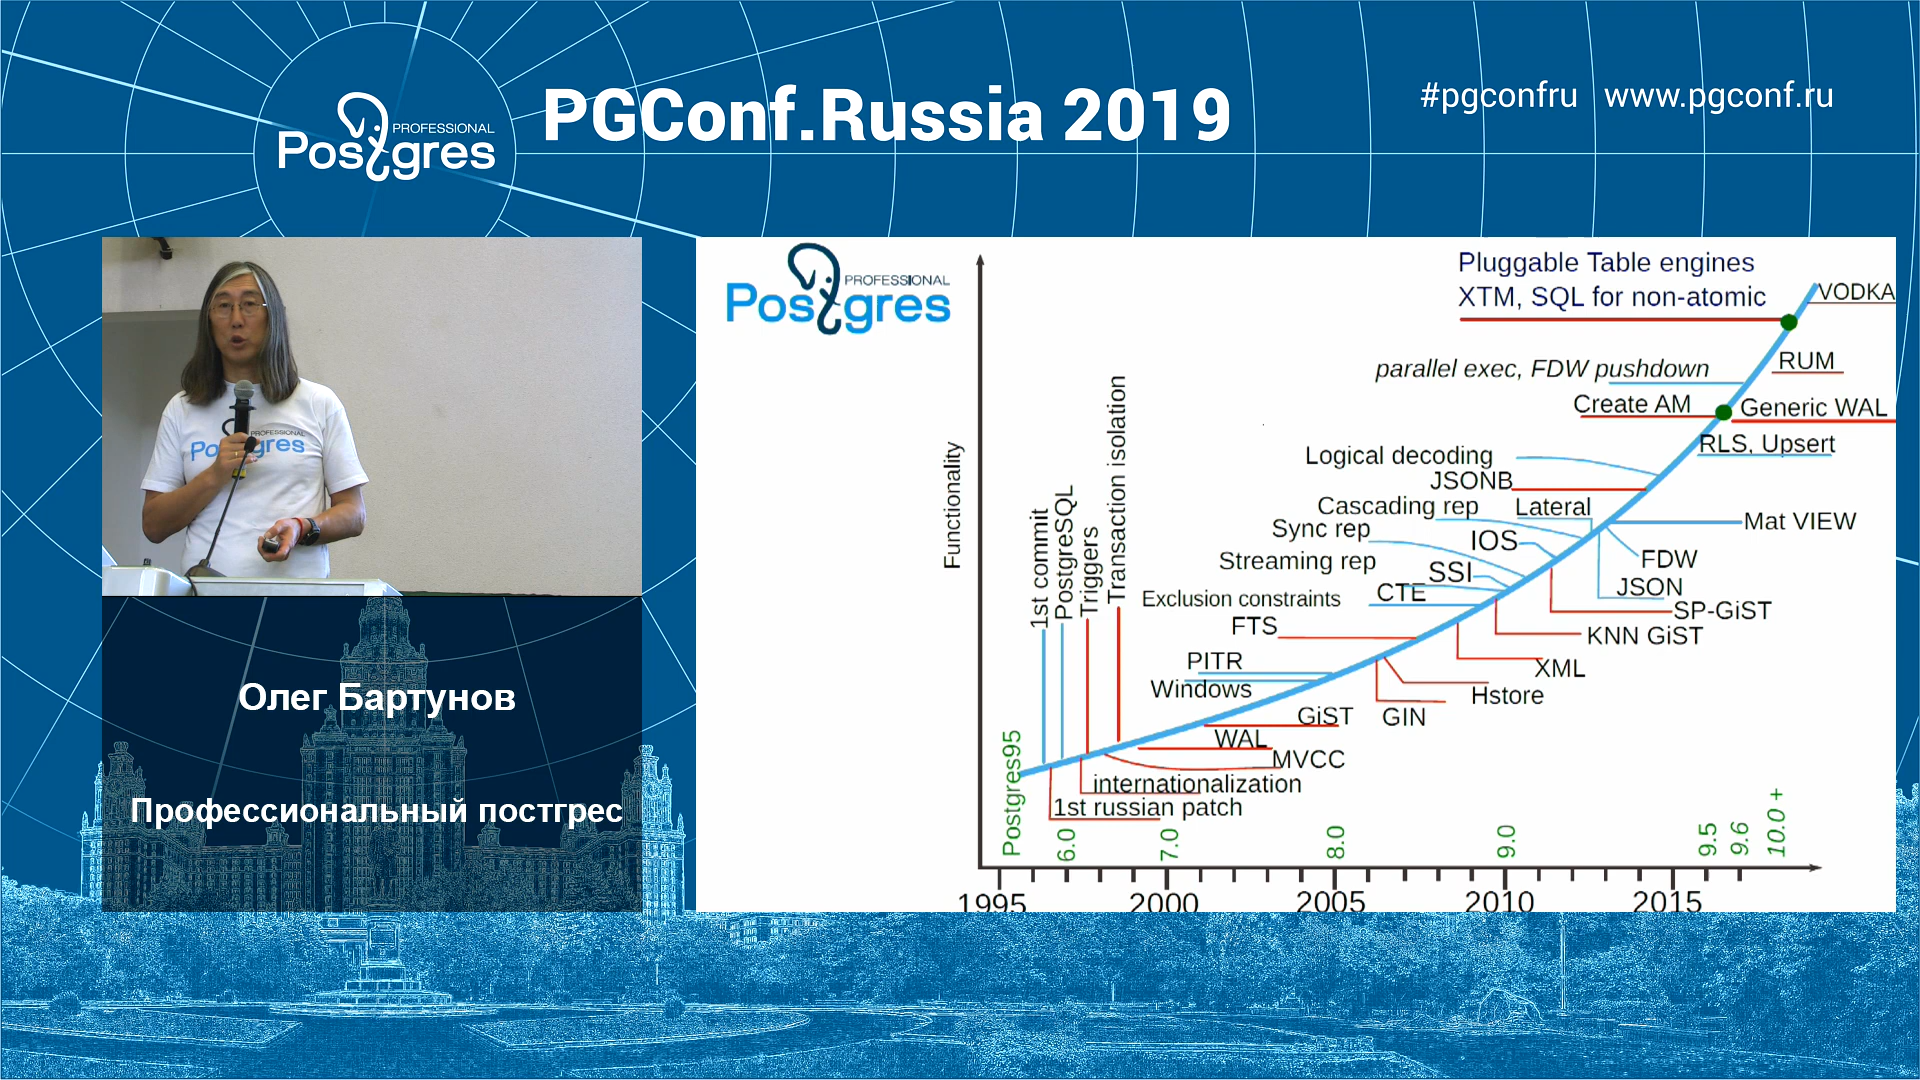 PROFESSIONAL
Postgres
PGConf.Russia 2019
#pgconfru www.pgconf.ru
PROFESSIONAL
Postgres
Олег Бартунов
Профессиональный постгрес
PROFESSIONAL
Postgres
Functionality
Pluggable Table engines
XTM, SQL for non-atomic
VODKA
parallel exec, FDW pushdown
RUM
Create AM
Generic WAL
RLS, Upsert
Logical decoding
JSONB
Cascading rep
Lateral
Mat VIEW
Sync rep
IOS
FDW
Streaming rep
SSI
JSON
CTE
SP-GiST
Exclusion constraints
FTS
KNN GiST
PITR
XML
Windows
Hstore
GiST
GIN
WAL
MVCC
internationalization
1st russian patch
1st commit
PostgreSQL
Triggers
Transaction isolation
Postgres95
6.0
7.0
8.0
9.0
9.5
9.6
10.0 +
1995
2000
2005
2010
2015